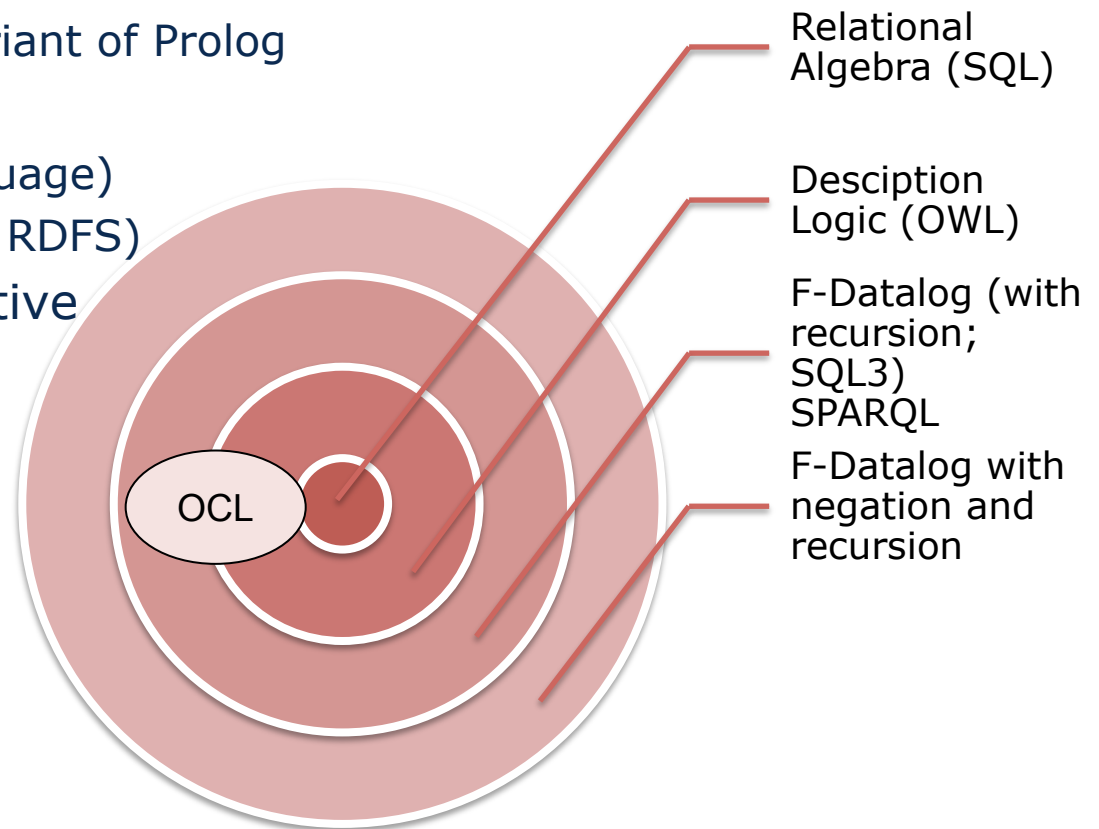 riant of Prolog
uage)
RDFS)
tive
Relational
Algebra (SQL)
Desciption
Logic (OWL)
F-Datalog (with
recursion;
SQL3)
SPARQL
F-Datalog with
negation and
recursion
OCL